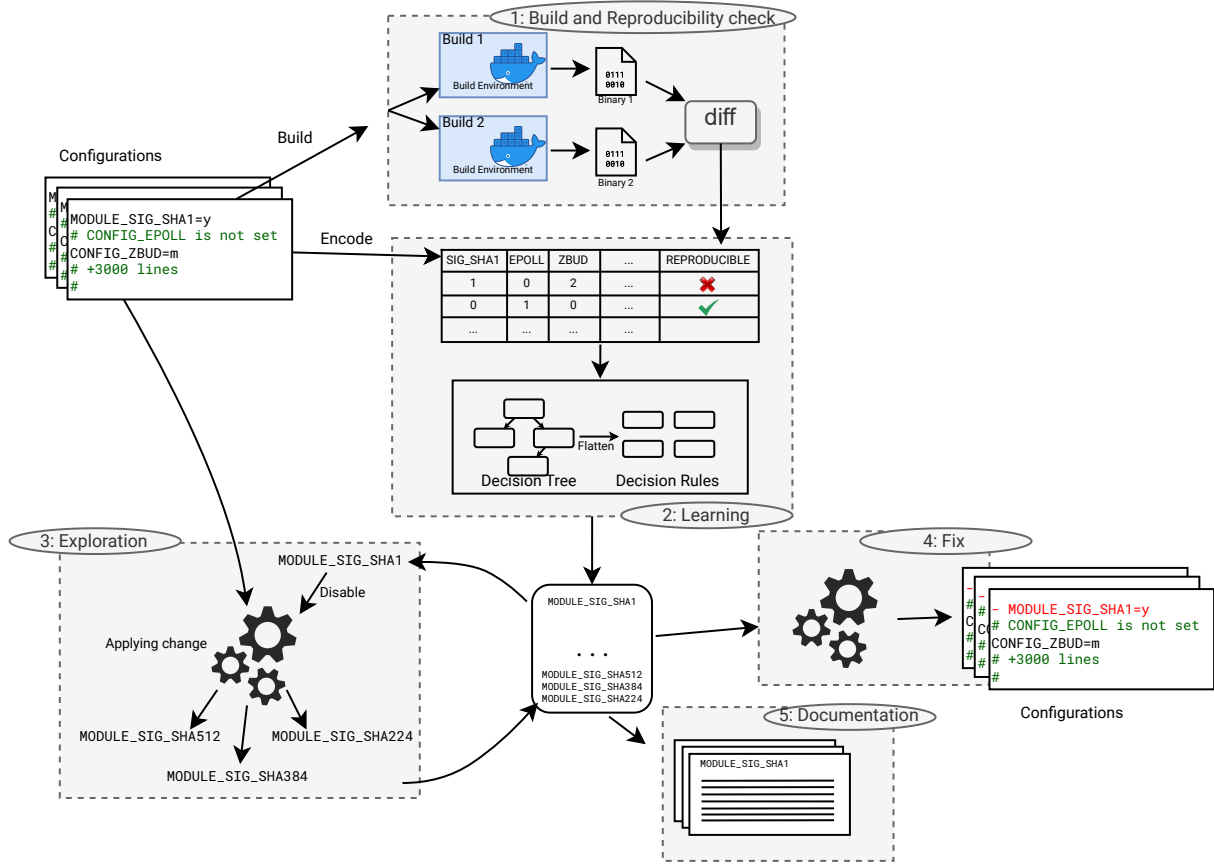 1: Build and Reproducibility check
Build 1
Build Environment
0111
0010
Binary 1
diff
Build 2
Build Environment
0111
0010
Binary 2
Build
Configurations
M
#
C
#
#
M
#
C
#
#
MODULE_SIG_SHA1=y
# CONFIG_EPOLL is not set
CONFIG_ZBUD=m
# +3000 lines
#
Encode
SIG_SHA1 EPOLL ZBUD ... REPRODUCIBLE
1 0 2 ...
0 1 0 ...
... ... ... ...
Flatten
Decision Tree
Decision Rules
2: Learning
3: Exploration
MODULE_SIG_SHA1
Disable
Applying change
MODULE_SIG_SHA512
MODULE_SIG_SHA224
MODULE_SIG_SHA384
MODULE_SIG_SHA1
. . .
MODULE_SIG_SHA512
MODULE_SIG_SHA384
MODULE_SIG_SHA224
4: Fix
-
#
C
#
#
-
#
C
#
#
- MODULE_SIG_SHA1=y
# CONFIG_EPOLL is not set
CONFIG_ZBUD=m
# +3000 lines
#
Configurations
5: Documentation
MODULE_SIG_SHA1